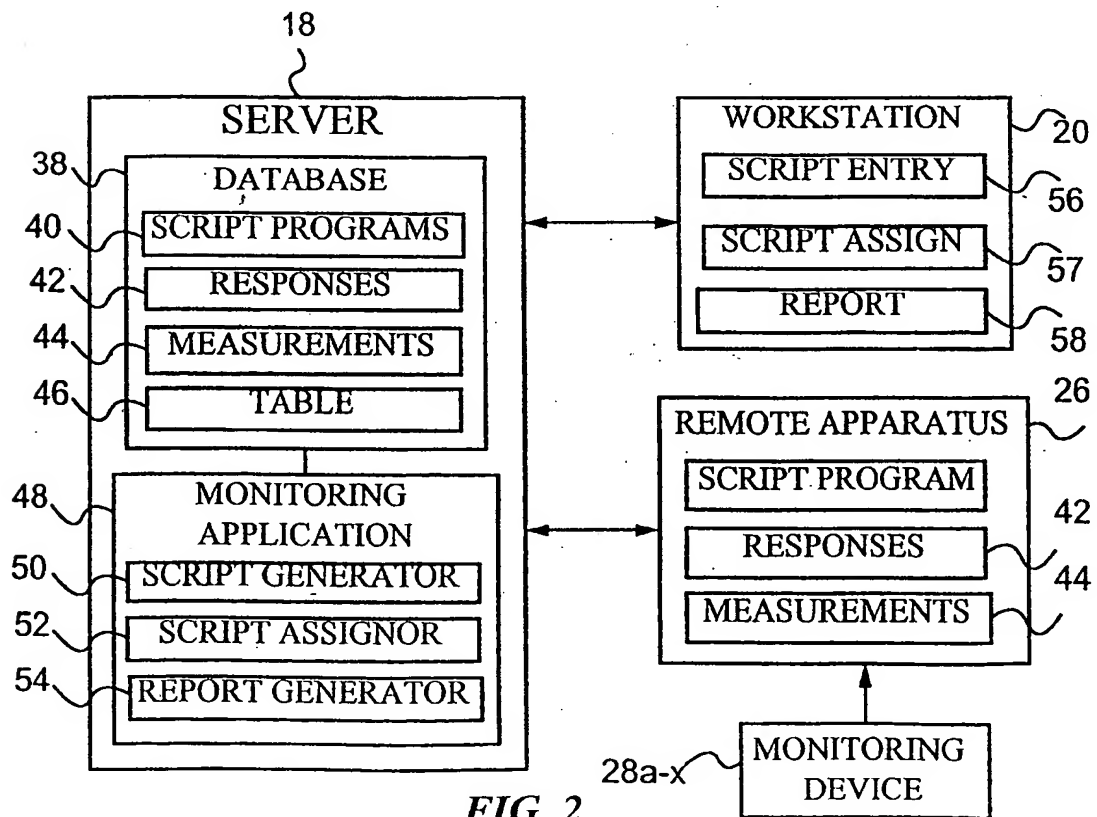 18
SERVER
38
DATABASE
40
SCRIPT PROGRAMS
42
RESPONSES
44
MEASUREMENTS
46
TABLE
48
MONITORING
APPLICATION
50
SCRIPT GENERATOR
52
SCRIPT ASSIGNOR
54
REPORT GENERATOR
WORKSTATION
20
SCRIPT ENTRY
56
SCRIPT ASSIGN
57
REPORT
58
26
REMOTE APPARATUS
SCRIPT PROGRAM
42
RESPONSES
44
MEASUREMENTS
28a-x
MONITORING
DEVICE
FIG. 2